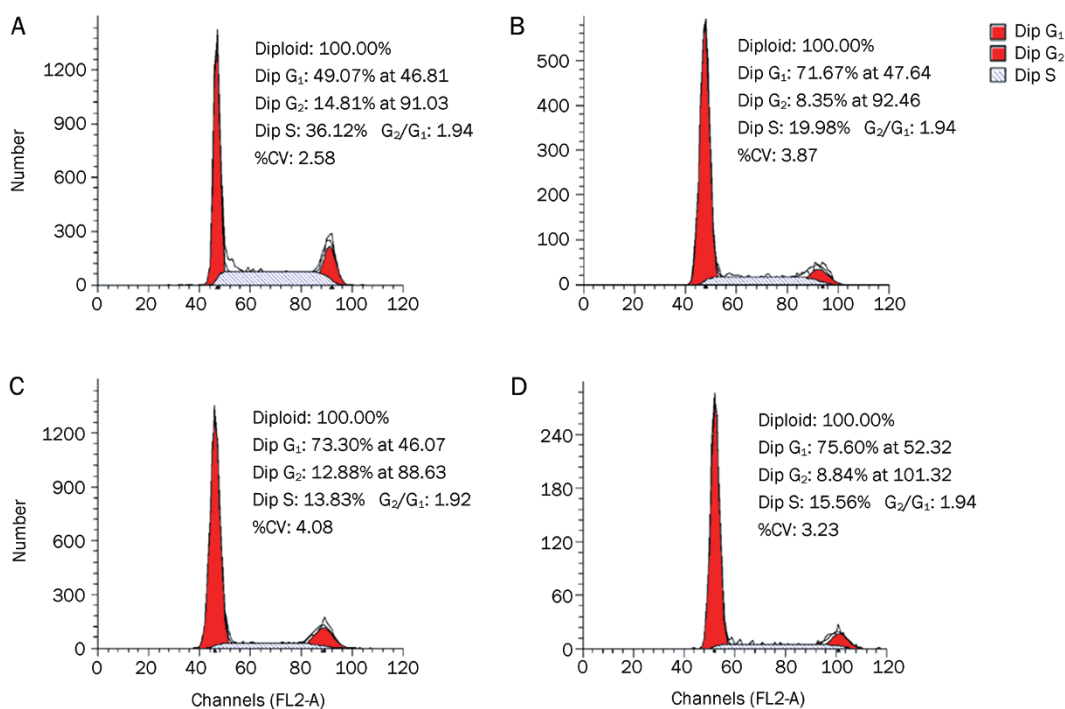 A
Number
1200
900
600
300
0
0 20 40 60 80 100 120
Diploid: 100.00%
Dip G₁: 49.07% at 46.81
Dip G₂: 14.81% at 91.03
Dip S: 36.12% G₂/G₁: 1.94
%CV: 2.58
B
500
400
300
200
100
0
0 20 40 60 80 100 120
Diploid: 100.00%
Dip G₁: 71.67% at 47.64
Dip G₂: 8.35% at 92.46
Dip S: 19.98% G₂/G₁: 1.94
%CV: 3.87
Dip G₁
Dip G₂
Dip S
C
Number
1200
900
600
300
0
0 20 40 60 80 100 120
Channels (FL2-A)
Diploid: 100.00%
Dip G₁: 73.30% at 46.07
Dip G₂: 12.88% at 88.63
Dip S: 13.83% G₂/G₁: 1.92
%CV: 4.08
D
240
180
120
60
0
0 20 40 60 80 100 120
Channels (FL2-A)
Diploid: 100.00%
Dip G₁: 75.60% at 52.32
Dip G₂: 8.84% at 101.32
Dip S: 15.56% G₂/G₁: 1.94
%CV: 3.23